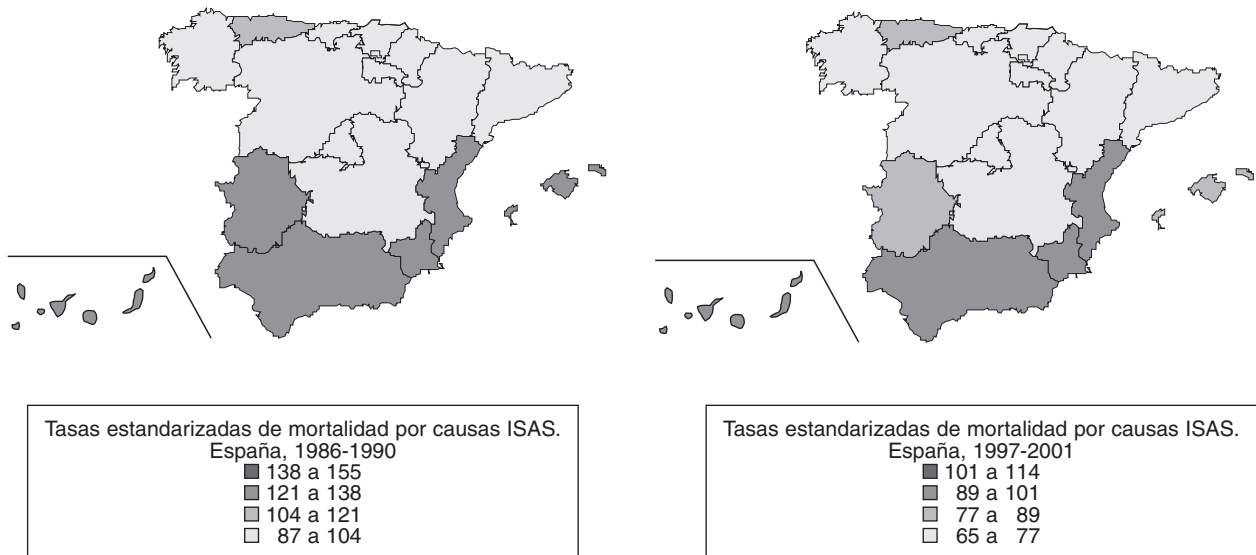 Tasas estandarizadas de mortalidad por causas ISAS.
España, 1986-1990
138 a 155
121 a 138
104 a 121
87 a 104
Tasas estandarizadas de mortalidad por causas ISAS.
España, 1997-2001
101 a 114
89 a 101
77 a 89
65 a 77